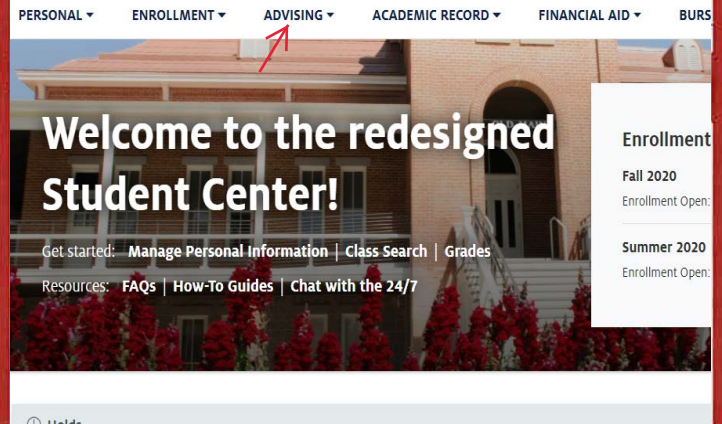 PERSONAL ENROLLMENT ADVISING ACADEMIC RECORD FINANCIAL AID BURS
Welcome to the redesigned
Student Center!
Get started: Manage Personal Information | Class Search | Grades
Resources: FAQs | How-To Guides | Chat with the 24/7
Enrollment
Fall 2020
Enrollment Open:
Summer 2020
Enrollment Open:
Holds